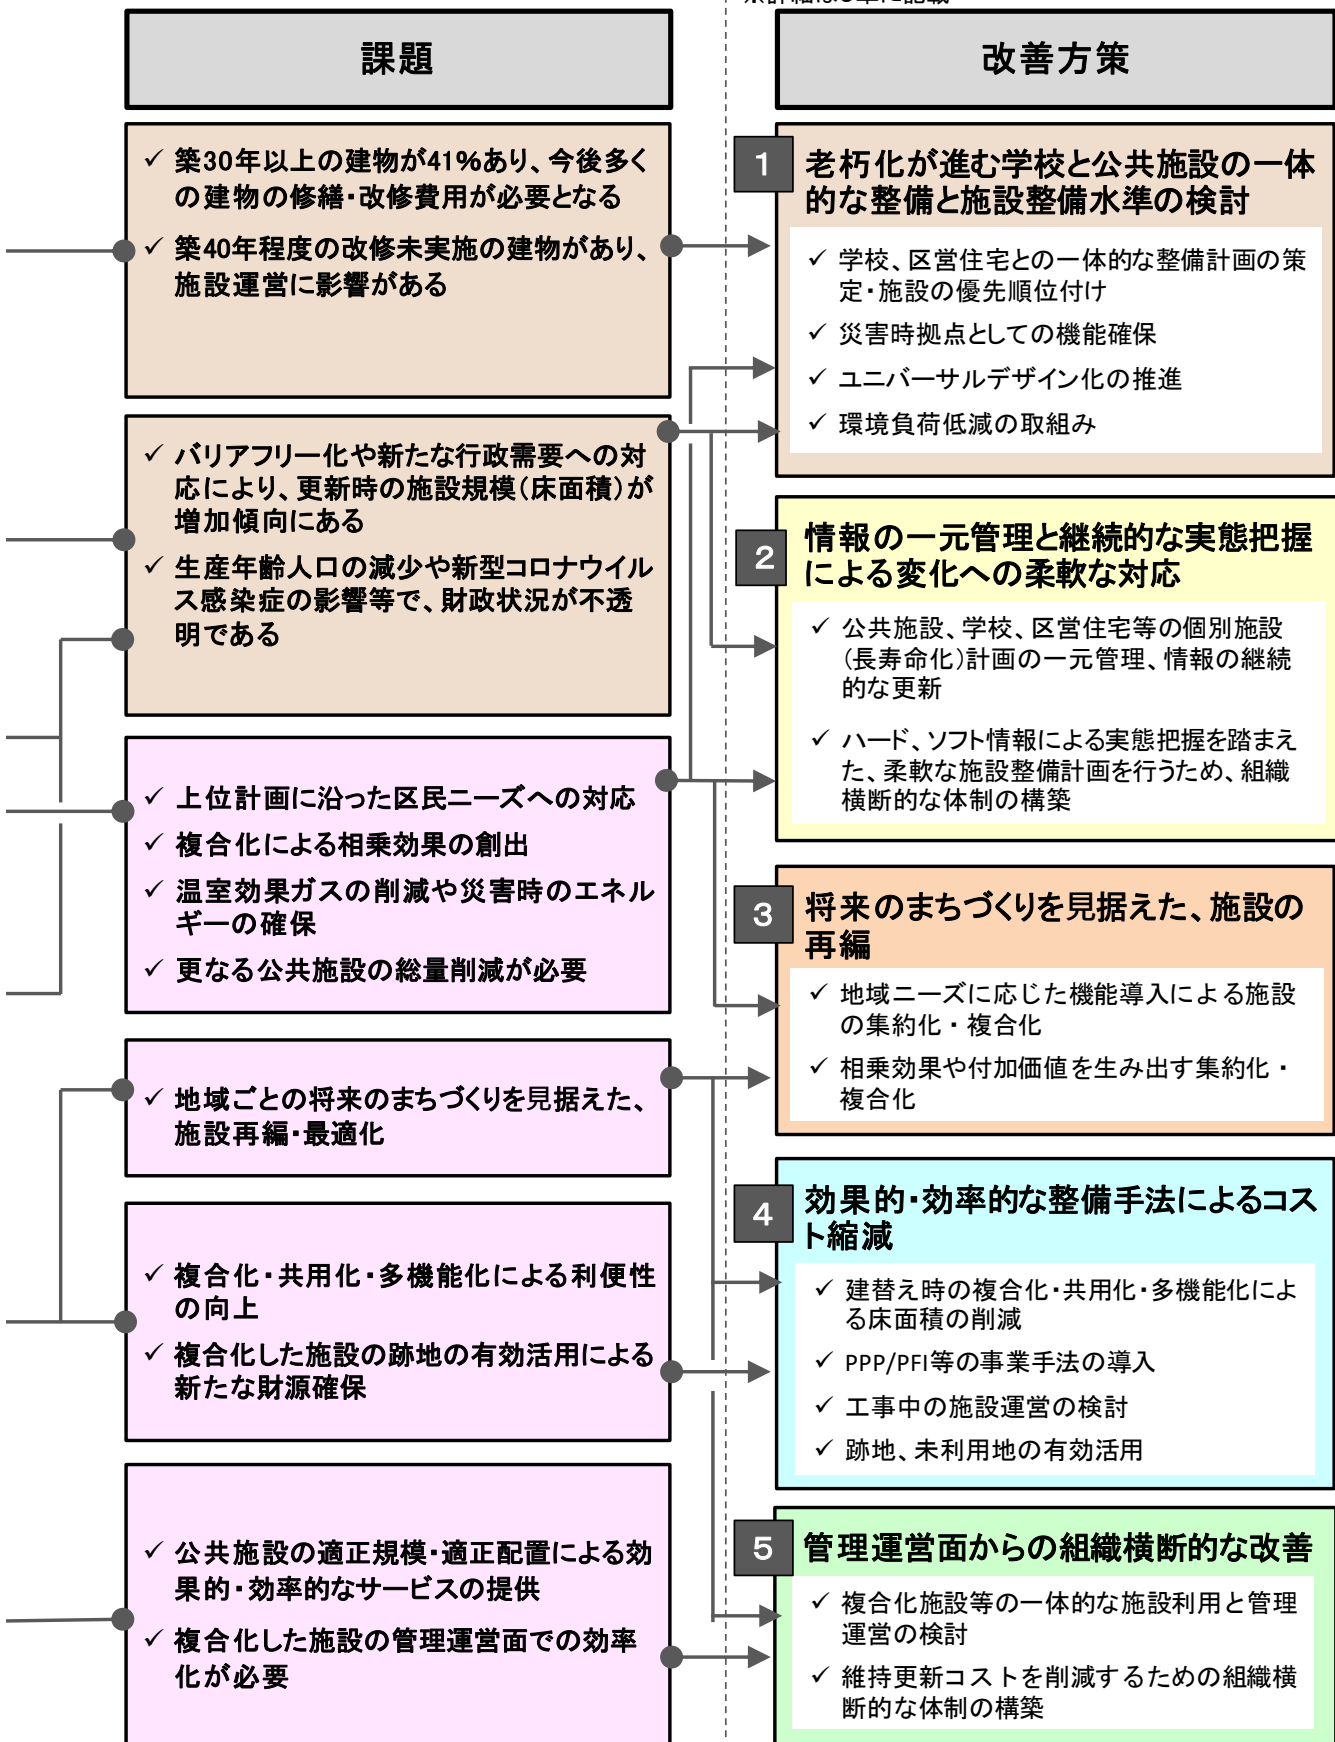 課題
✓ 築30年以上の建物が41%あり、今後多く
の建物の修繕・改修費用が必要となる
✓ 築40年程度の改修未実施の建物があり、
施設運営に影響がある
✓ バリアフリー化や新たな行政需要への対
応により、更新時の施設規模（床面積）が
増加傾向にある
✓ 生産年齢人口の減少や新型コロナウイル
ス感染症の影響等で、財政状況が不透
明である
✓ 上位計画に沿った区民ニーズへの対応
✓ 複合化による相乗効果の創出
✓ 温室効果ガスの削減や災害時のエネル
ギーの確保
✓ 更なる公共施設の総量削減が必要
✓ 地域ごとの将来のまちづくりを見据えた、
施設再編・最適化
✓ 複合化・共用化・多機能化による利便性
の向上
✓ 複合化した施設の跡地の有効活用による
新たな財源確保
✓ 公共施設の適正規模・適正配置による効
果的・効率的なサービスの提供
✓ 複合化した施設の管理運営面での効率
化が必要
改善方策
1 老朽化が進む学校と公共施設の一体
的な整備と施設整備水準の検討
✓ 学校、区営住宅との一体的な整備計画の策
定・施設の優先順位付け
✓ 災害時拠点としての機能確保
✓ ユニバーサルデザイン化の推進
✓ 環境負荷低減の取組み
2 情報の一元管理と継続的な実態把握
による変化への柔軟な対応
✓ 公共施設、学校、区営住宅等の個別施設
（長寿命化）計画の一元管理、情報の継続
的な更新
✓ ハード、ソフト情報による実態把握を踏まえ
た、柔軟な施設整備計画を行うため、組織
横断的な体制の構築
3 将来のまちづくりを見据えた、施設の
再編
✓ 地域ニーズに応じた機能導入による施設
の集約化・複合化
✓ 相乗効果や付加価値を生み出す集約化・
複合化
4 効果的・効率的な整備手法によるコス
ト縮減
✓ 建替え時の複合化・共用化・多機能化によ
る床面積の削減
✓ PPP/PFI等の事業手法の導入
✓ 工事中の施設運営の検討
✓ 跡地、未利用地の有効活用
5 管理運営面からの組織横断的な改善
✓ 複合化施設等の一体的な施設利用と管理
運営の検討
✓ 維持更新コストを削減するための組織横
断的な体制の構築